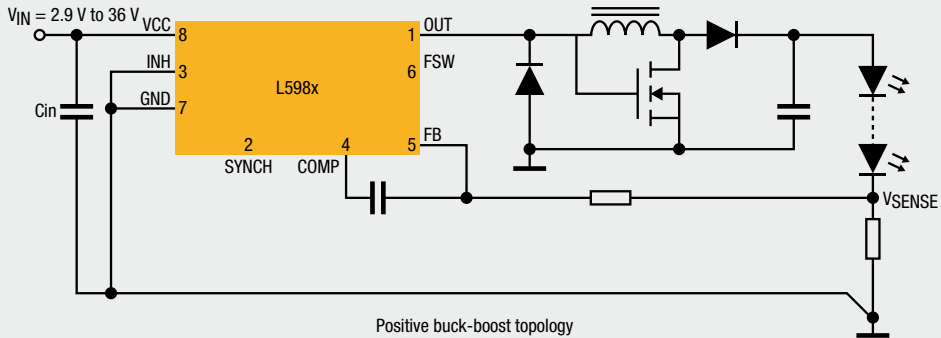 VIN = 2.9 V to 36 V
VCC
8
1
OUT
INH
3
6
FSW
L598x
GND
7
Cin
2
4
5
FB
SYNCH
COMP
VSENSE
Positive buck-boost topology